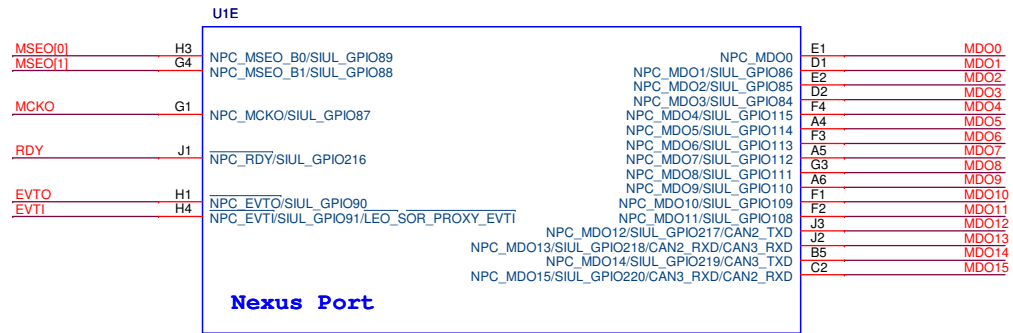 U1E
MSEO[0] H3 NPC_MSEO_B0/SIUL_GPIO89
MSEO[1] G4 NPC_MSEO_B1/SIUL_GPIO88
MCKO G1 NPC_MCKO/SIUL_GPIO87
RDY J1 NPC_RDY/SIUL_GPIO216
EVTO H1 NPC_EVTO/SIUL_GPIO90
EVTI H4 NPC_EVTI/SIUL_GPIO91/LEO_SOR_PROXY_EVTI
NPC_MDO0 E1 MDO0
NPC_MDO1/SIUL_GPIO86 D1 MDO1
NPC_MDO2/SIUL_GPIO85 E2 MDO2
NPC_MDO3/SIUL_GPIO84 D2 MDO3
NPC_MDO4/SIUL_GPIO115 F4 MDO4
NPC_MDO5/SIUL_GPIO114 A4 MDO5
NPC_MDO6/SIUL_GPIO113 F3 MDO6
NPC_MDO7/SIUL_GPIO112 A5 MDO7
NPC_MDO8/SIUL_GPIO111 G3 MDO8
NPC_MDO9/SIUL_GPIO110 A6 MDO9
NPC_MDO10/SIUL_GPIO109 F1 MDO10
NPC_MDO11/SIUL_GPIO108 F2 MDO11
NPC_MDO12/SIUL_GPIO217/CAN2_TXD J3 MDO12
NPC_MDO13/SIUL_GPIO218/CAN2_RXD/CAN3_RXD J2 MDO13
NPC_MDO14/SIUL_GPIO219/CAN3_TXD B5 MDO14
NPC_MDO15/SIUL_GPIO220/CAN3_RXD/CAN2_RXD C2 MDO15
Nexus Port